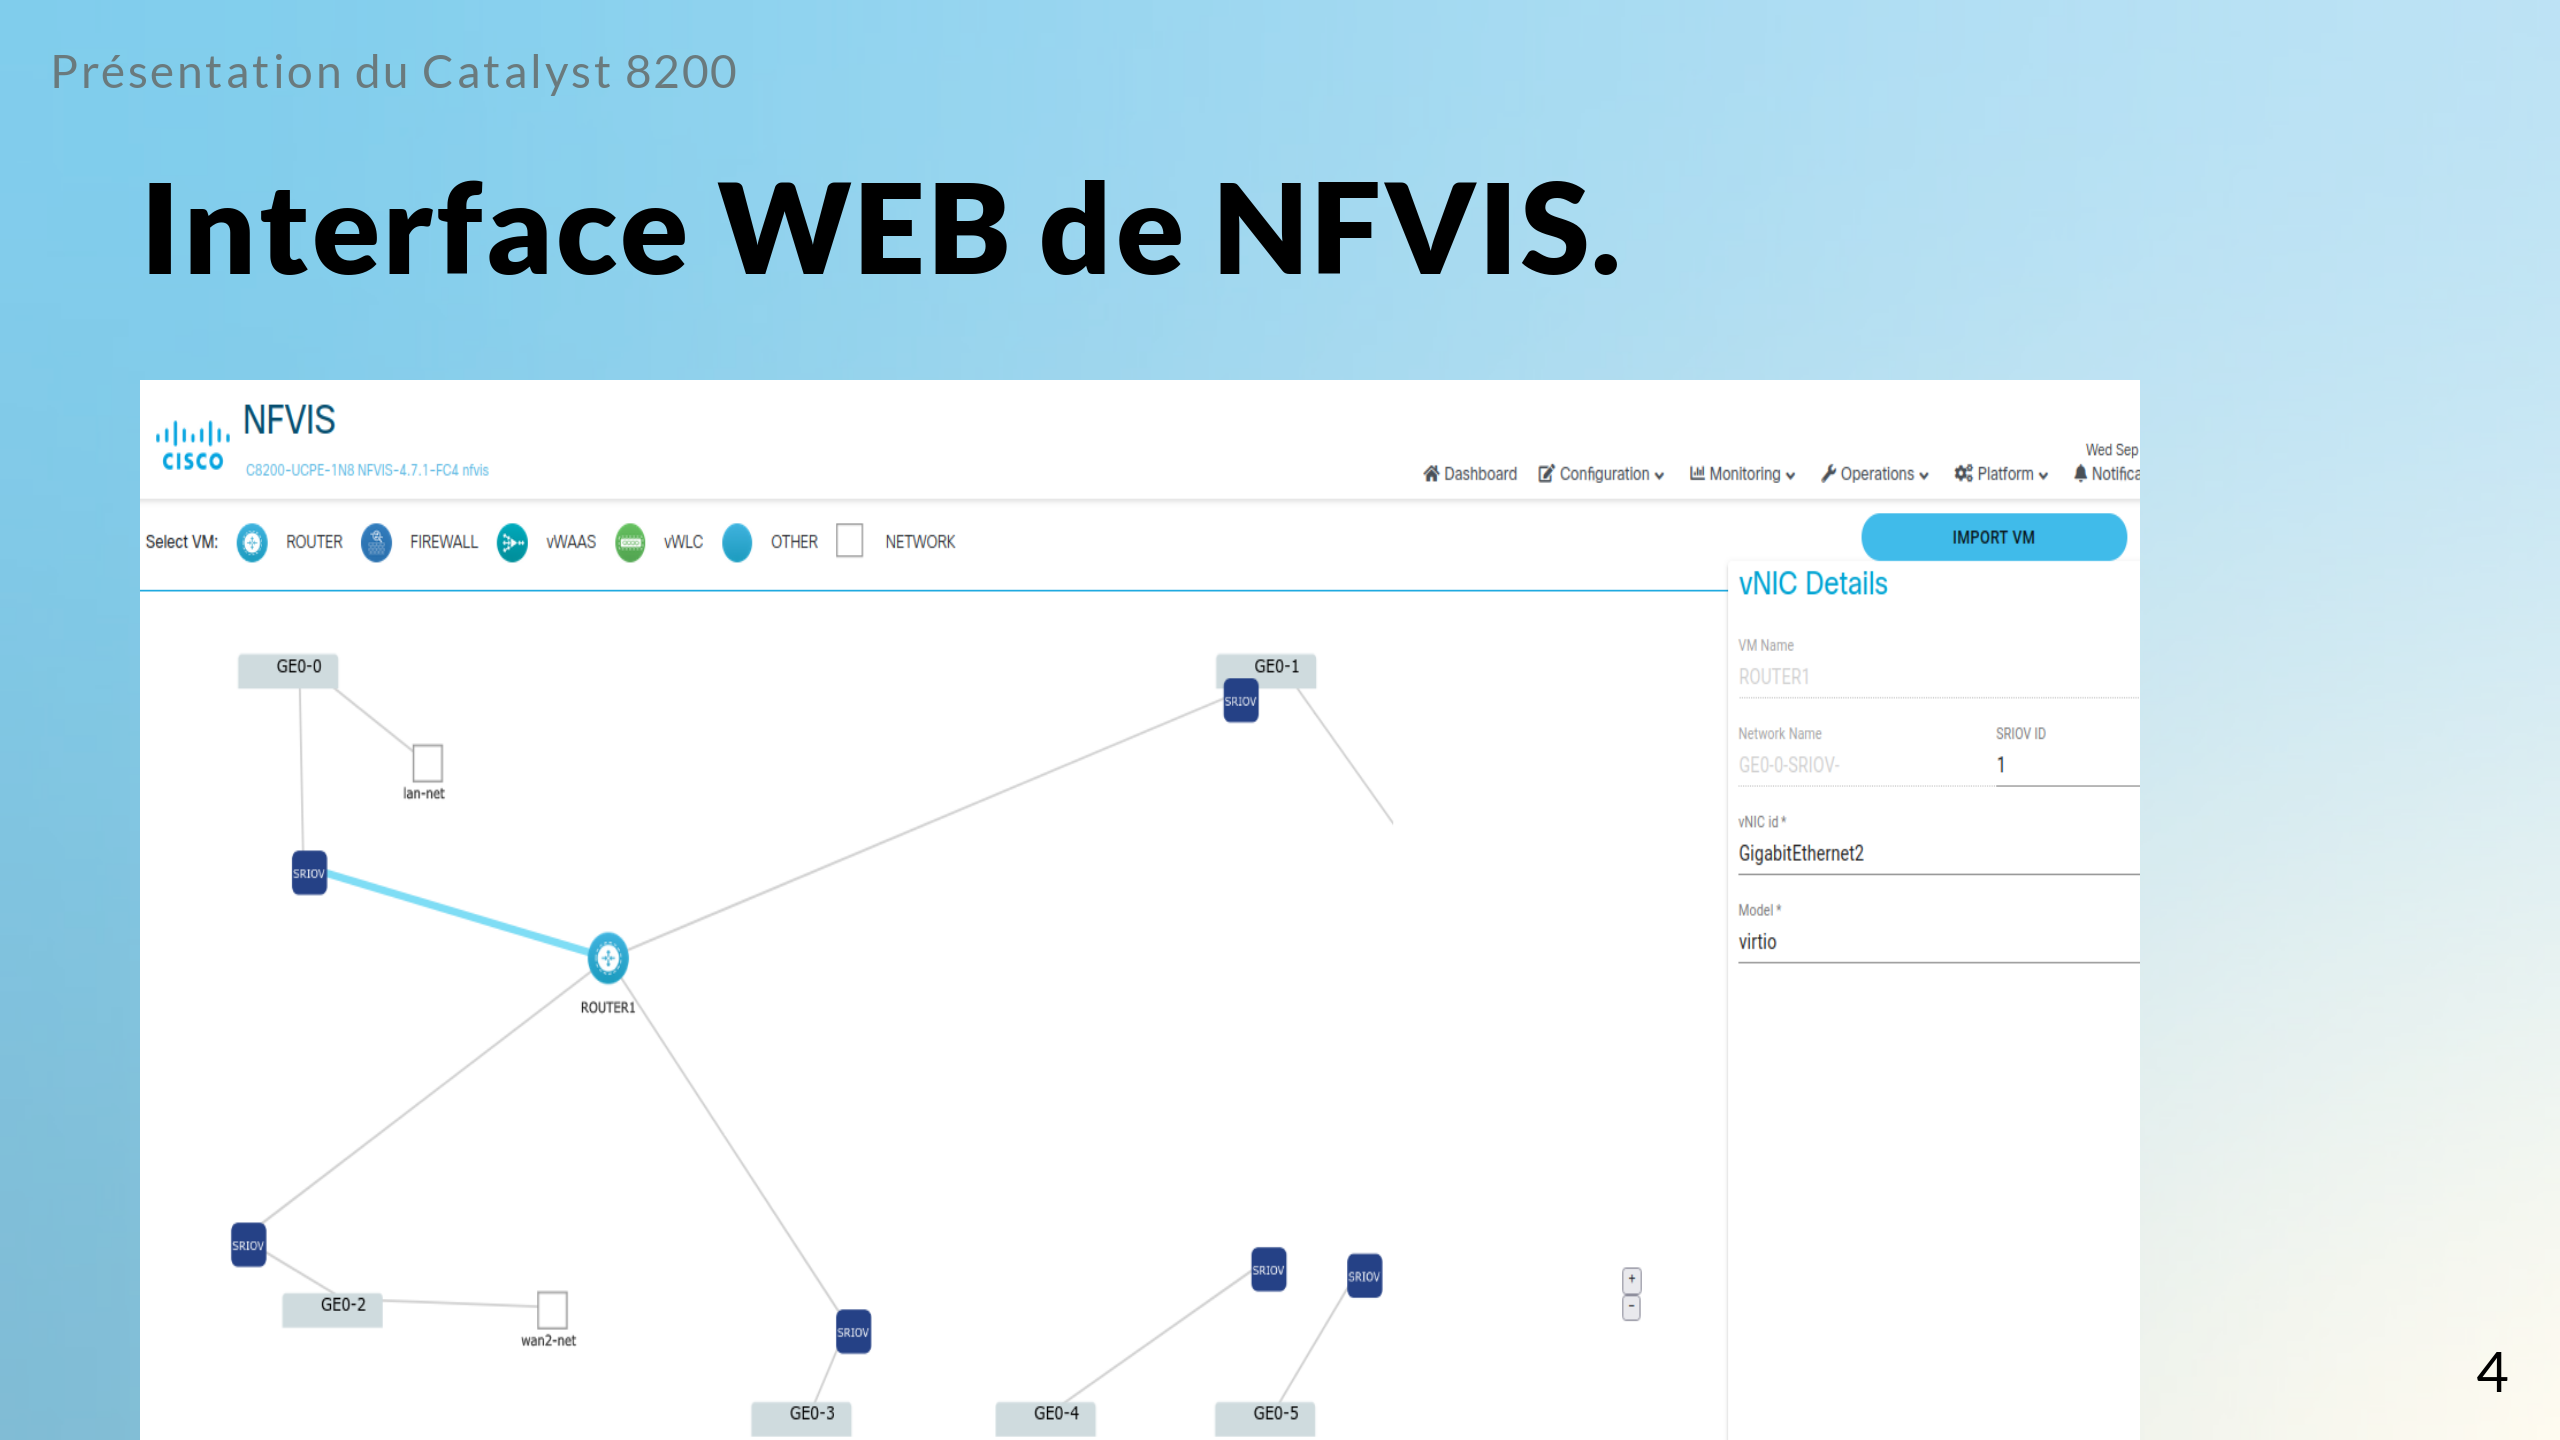 Présentation du Catalyst 8200
Interface WEB de NFVIS.
CISCO
NFVIS
C8200-UCPE-1N8 NFVIS-4.7.1-FC4 nfvis
Wed Sep
Dashboard Configuration Monitoring Operations Platform Notifica
Select VM: ROUTER FIREWALL vWAAS vWLC OTHER NETWORK
IMPORT VM
vNIC Details
VM Name
ROUTER1
Network Name SRIOV ID
GE0-0-SRIOV- 1
vNIC id *
GigabitEthernet2
Model *
virtio
GE0-0
GE0-1
SRIOV
lan-net
SRIOV
ROUTER1
SRIOV
GE0-2
wan2-net
SRIOV
SRIOV
SRIOV
+
-
GE0-3
GE0-4
GE0-5
4